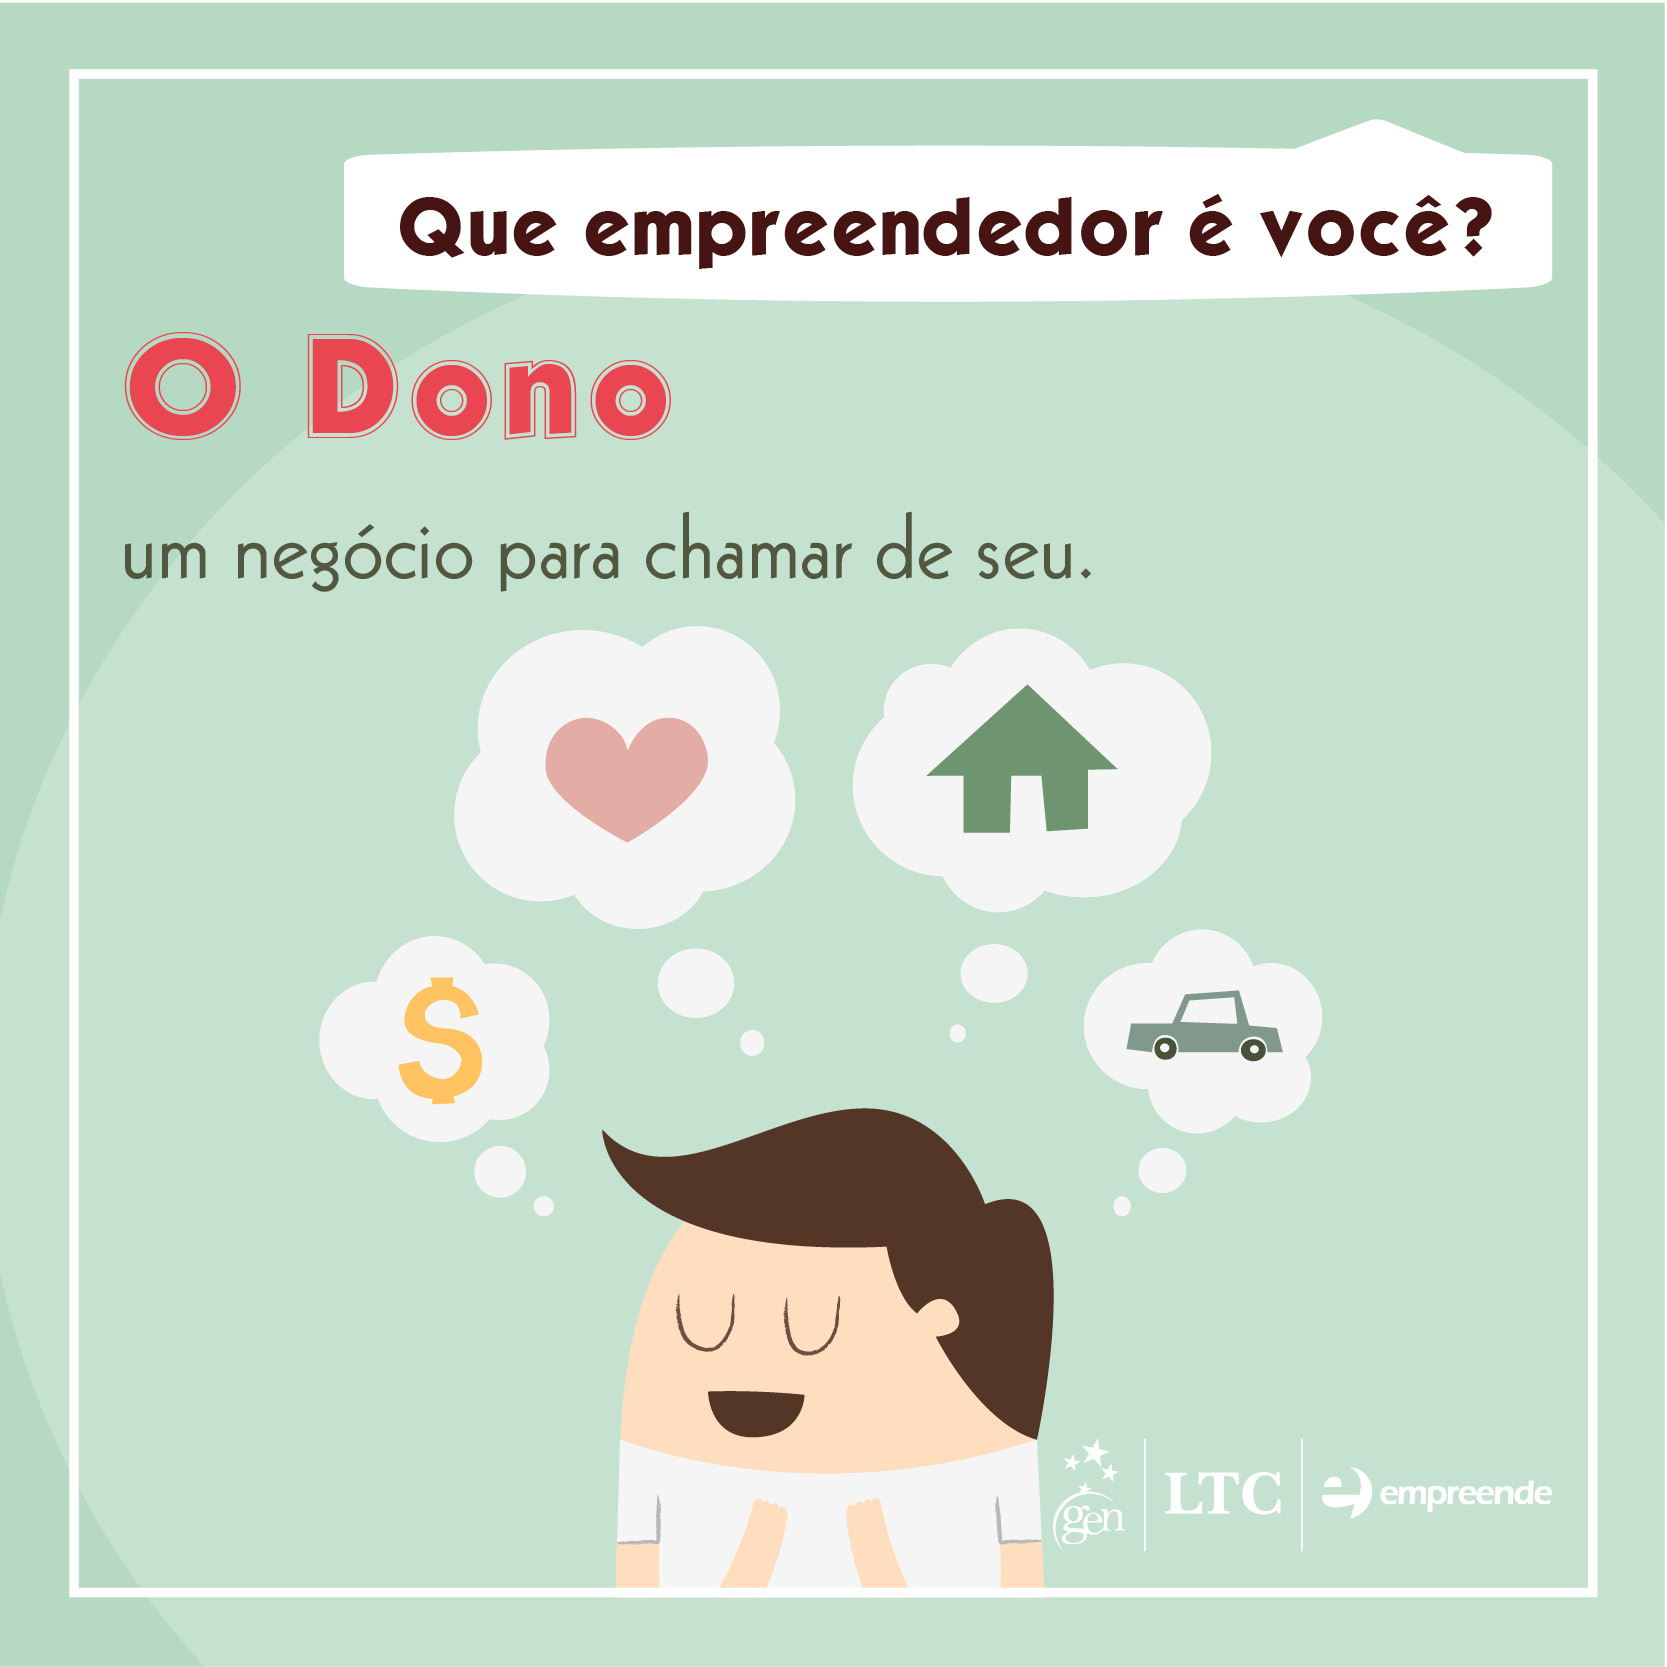 Que empreendedor é você?
O Dono
um negócio para chamar de seu.
$
gen
LTC
e empreende